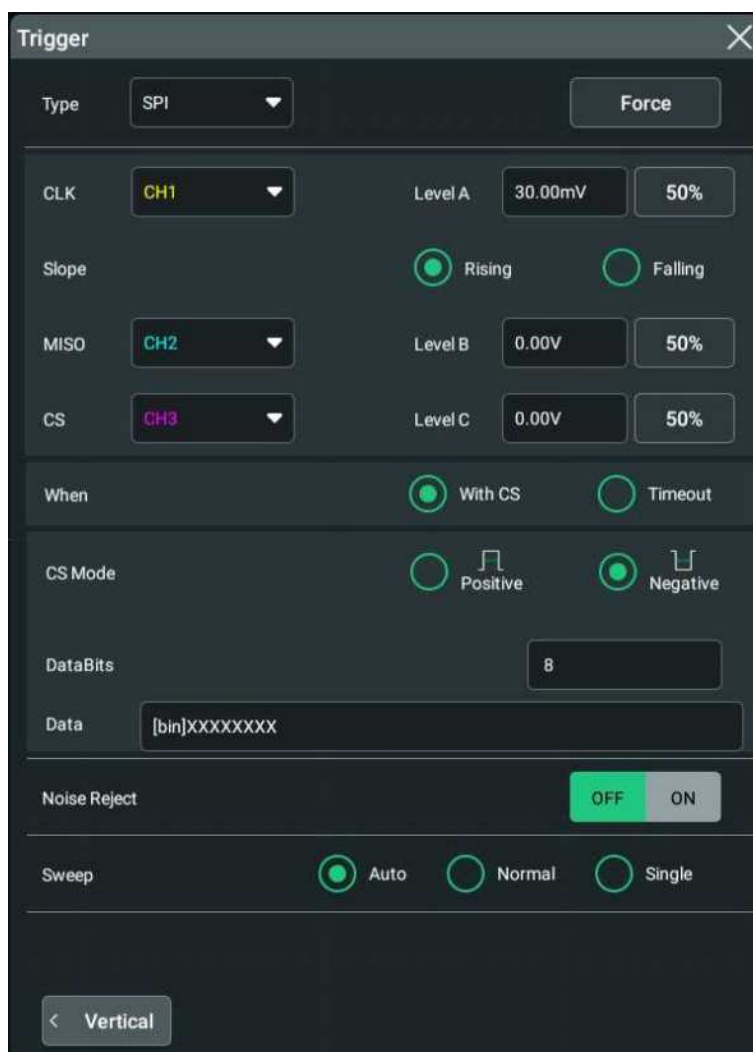 Trigger
Type SPI Force
CLK CH1 Level A 30.00mV 50%
Slope Rising Falling
MISO CH2 Level B 0.00V 50%
CS CH3 Level C 0.00V 50%
When With CS Timeout
CS Mode Positive Negative
DataBits 8
Data [bin]XXXXXXXX
Noise Reject OFF ON
Sweep Auto Normal Single
< Vertical